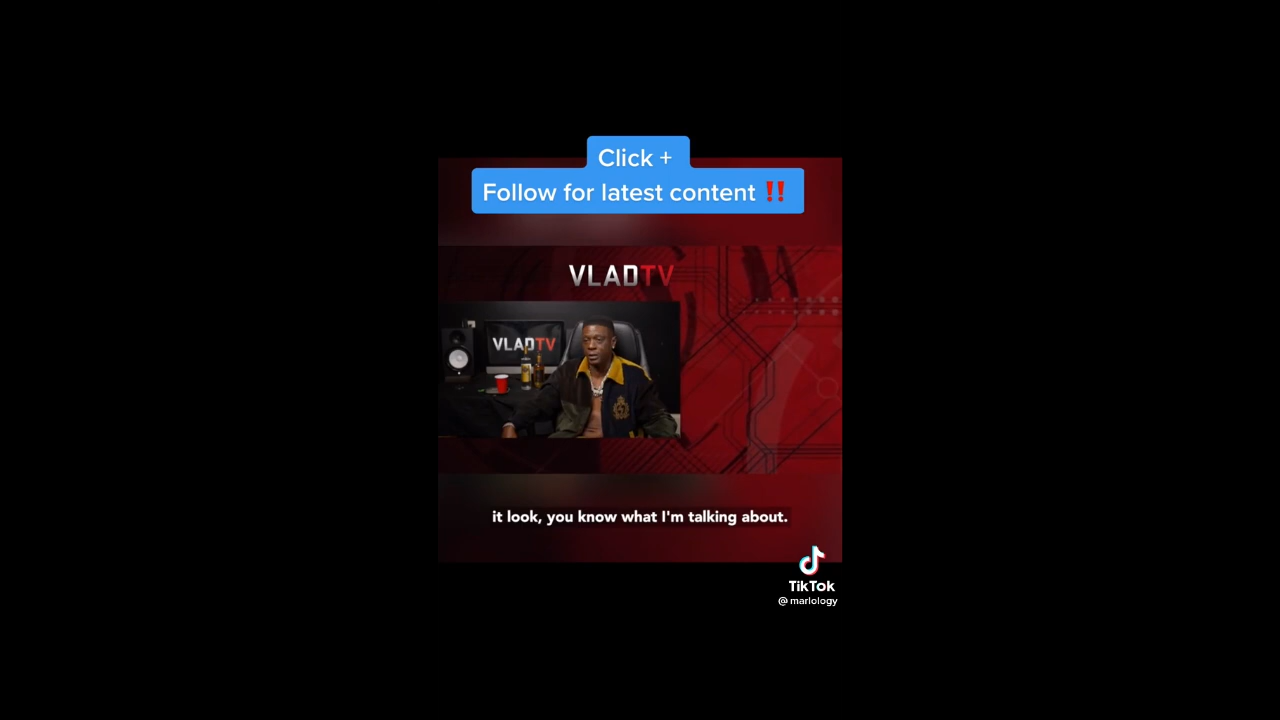 Click +
Follow for latest content ‼️
VLADTV
VLADTV
it look, you know what I'm talking about.
TikTok
@ marlology